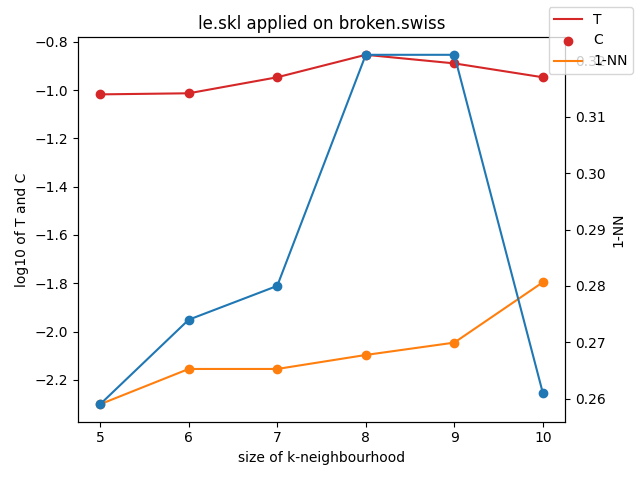 le.skl applied on broken.swiss
T
C
1-NN
−0.8
−1.0
−1.2
−1.4
−1.6
−1.8
−2.0
−2.2
log10 of T and C
0.31
0.30
0.29
0.28
0.27
0.26
1-NN
5 6 7 8 9 10
size of k-neighbourhood